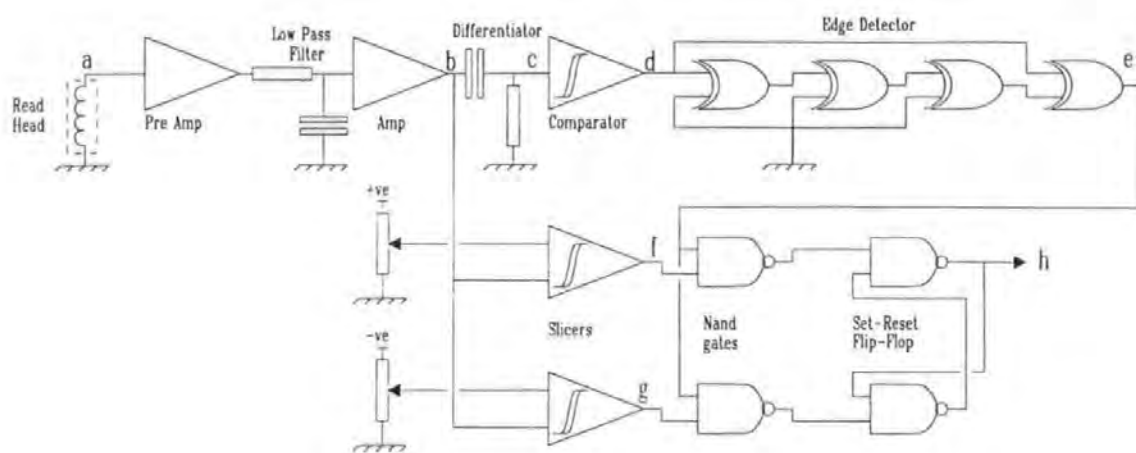 Differentiator
Edge Detector
Low Pass
Filter
a
b
c
d
e
Read
Head
Pre Amp
Amp
Comparator
+ve
f
h
Slicers
Nand
gates
Set-Reset
Flip-Flop
-ve
g